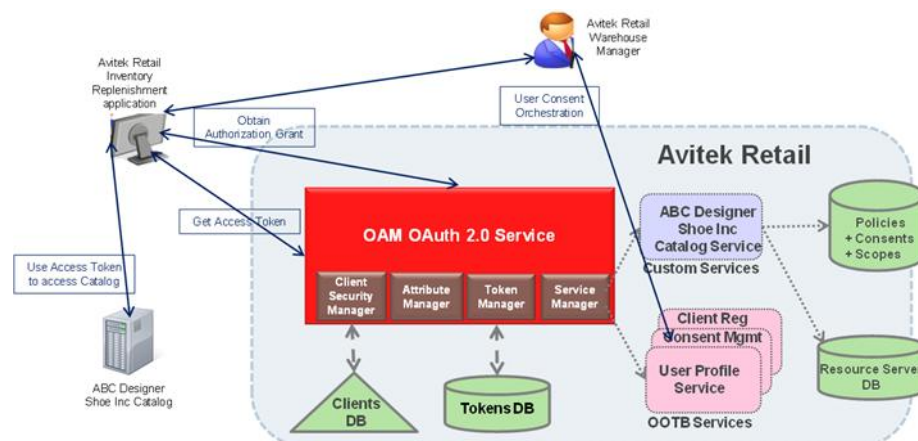 Avitek Retail
Inventory
Replenishment
application
Avitek Retail
Warehouse
Manager
Obtain
Authorization Grant
User Consent
Orchestration
Get Access Token
Use Access Token
to access Catalog
ABC Designer
Shoe Inc Catalog
Avitek Retail
OAM OAuth 2.0 Service
Client
Security
Manager
Attribute
Manager
Token
Manager
Service
Manager
Clients
DB
Tokens DB
ABC Designer
Shoe Inc
Catalog Service
Custom Services
Client Reg
Consent Mgmt
User Profile
Service
OOTB Services
Policies
+ Consents
+ Scopes
Resource Server
DB